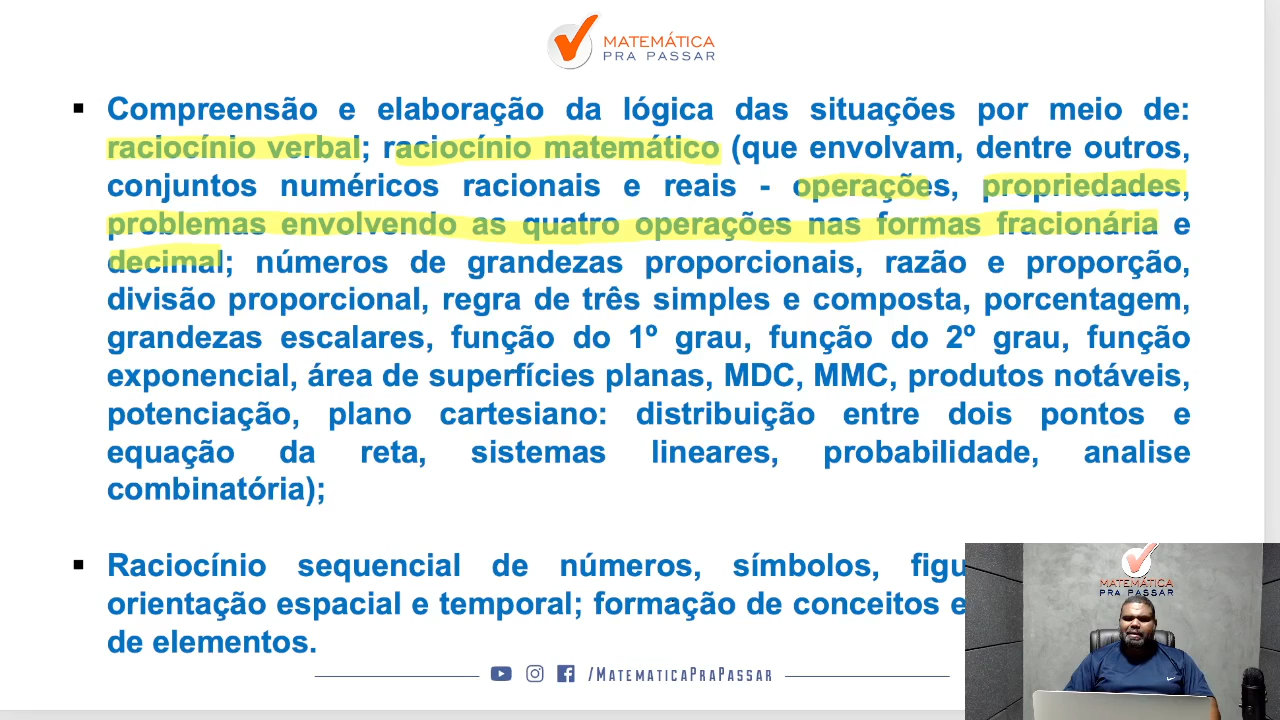 MATEMÁTICA
PRA PASSAR
▪ Compreensão e elaboração da lógica das situações por meio de:
raciocínio verbal; raciocínio matemático (que envolvam, dentre outros,
conjuntos numéricos racionais e reais - operações, propriedades,
problemas envolvendo as quatro operações nas formas fracionária e
decimal; números de grandezas proporcionais, razão e proporção,
divisão proporcional, regra de três simples e composta, porcentagem,
grandezas escalares, função do 1º grau, função do 2º grau, função
exponencial, área de superfícies planas, MDC, MMC, produtos notáveis,
potenciação, plano cartesiano: distribuição entre dois pontos e
equação da reta, sistemas lineares, probabilidade, analise
combinatória);
▪ Raciocínio sequencial de números, símbolos, figu
orientação espacial e temporal; formação de conceitos e
de elementos.
/MatematicaPraPassar
MATEMÁTICA
PRA PASSAR